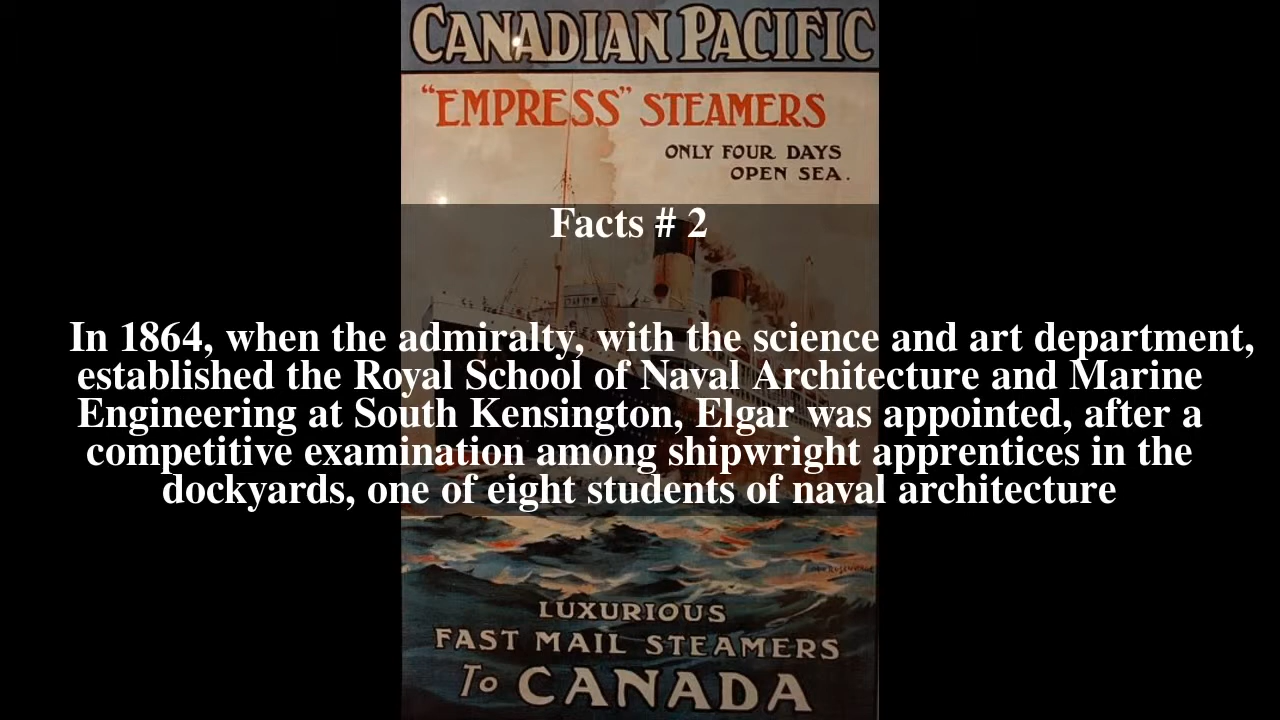 CANADIAN PACIFIC
"EMPRESS" STEAMERS
ONLY FOUR DAYS
OPEN SEA.
Facts # 2
In 1864, when the admiralty, with the science and art department,
established the Royal School of Naval Architecture and Marine
Engineering at South Kensington, Elgar was appointed, after a
competitive examination among shipwright apprentices in the
dockyards, one of eight students of naval architecture
LUXURIOUS
FAST MAIL STEAMERS
To CANADA